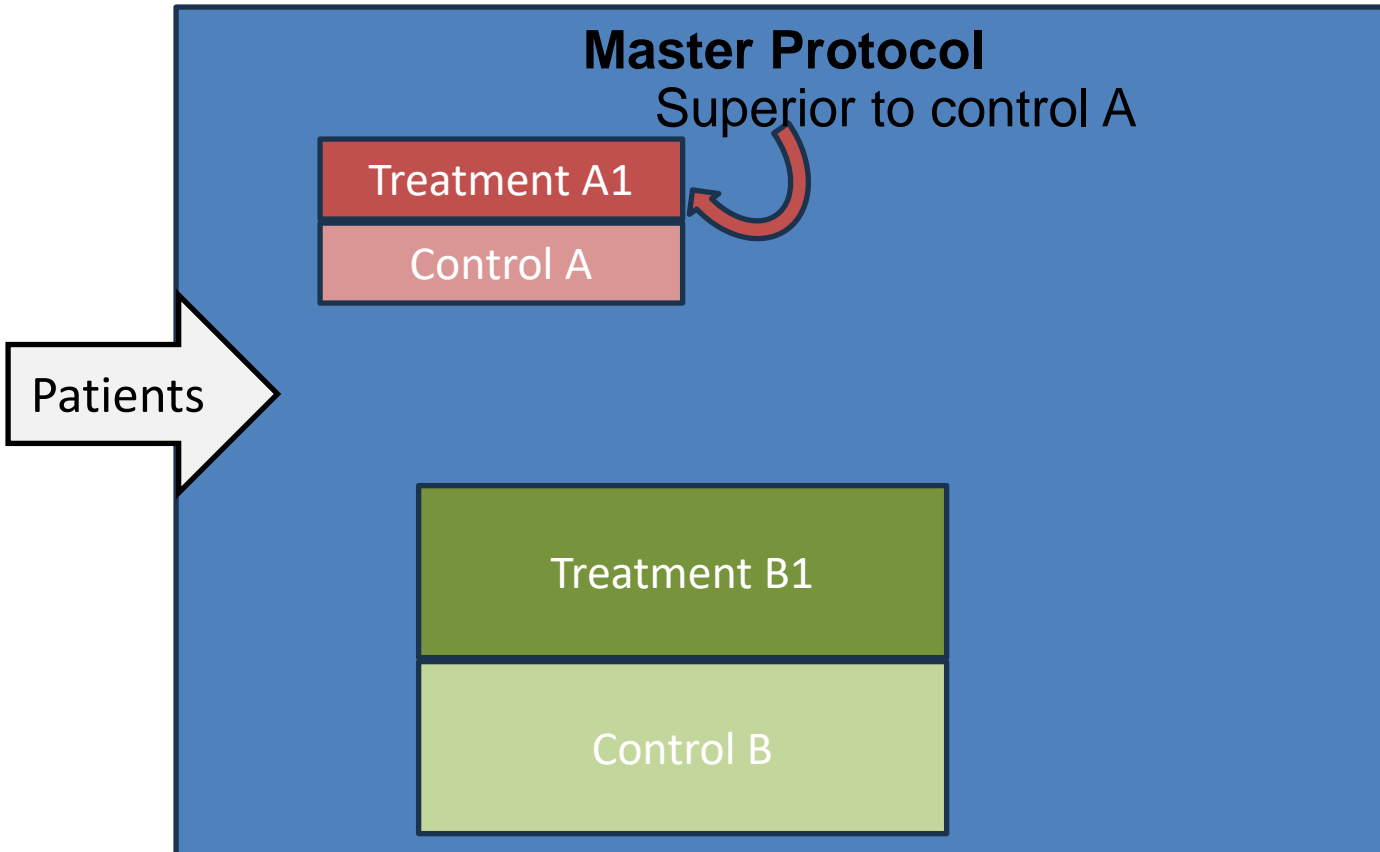 Master Protocol
Superior to control A
Treatment A1
Control A
Patients
Treatment B1
Control B